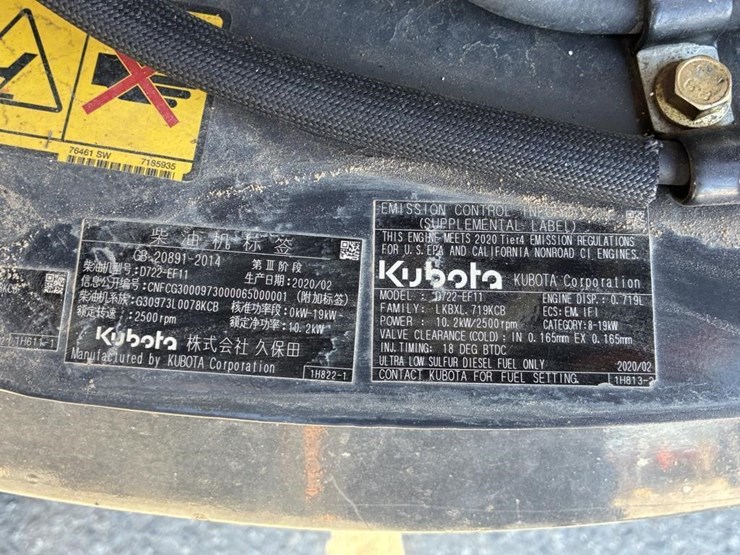 76461 SW
7185935
柴油机标签
GB 20891-2014 第Ⅲ阶段
柴油机型号: D722-EF11 生产日期: 2020/02
信息公开编号: CNFCG3000973000065000001 (附加标签)
柴油机系族: G30973L0078KCB 核准功率段: 0kW-19kW
额定转速: 2500rpm 额定功率: 10.2kW
Kubota 株式会社 久保田
Manufactured by KUBOTA Corporation
1H822-1
EMISSION CONTROL
(SUPPLEMENTAL LABEL)
THIS ENGINE MEETS 2020 Tier4 EMISSION REGULATIONS
FOR U.S. EPA AND CALIFORNIA NONROAD CI ENGINES.
Kubota KUBOTA Corporation
MODEL : D722-EF11 ENGINE DISP.: 0.719L
FAMILY: LKBXL.719KCB ECS: EM IFI
POWER : 10.2kW/2500rpm CATEGORY: 8-19kW
VALVE CLEARANCE (COLD): IN 0.165mm EX 0.165mm
INJ. TIMING: 18 DEG BTDC
ULTRA LOW SULFUR DIESEL FUEL ONLY 2020/02
CONTACT KUBOTA FOR FUEL SETTING.
1H813-2